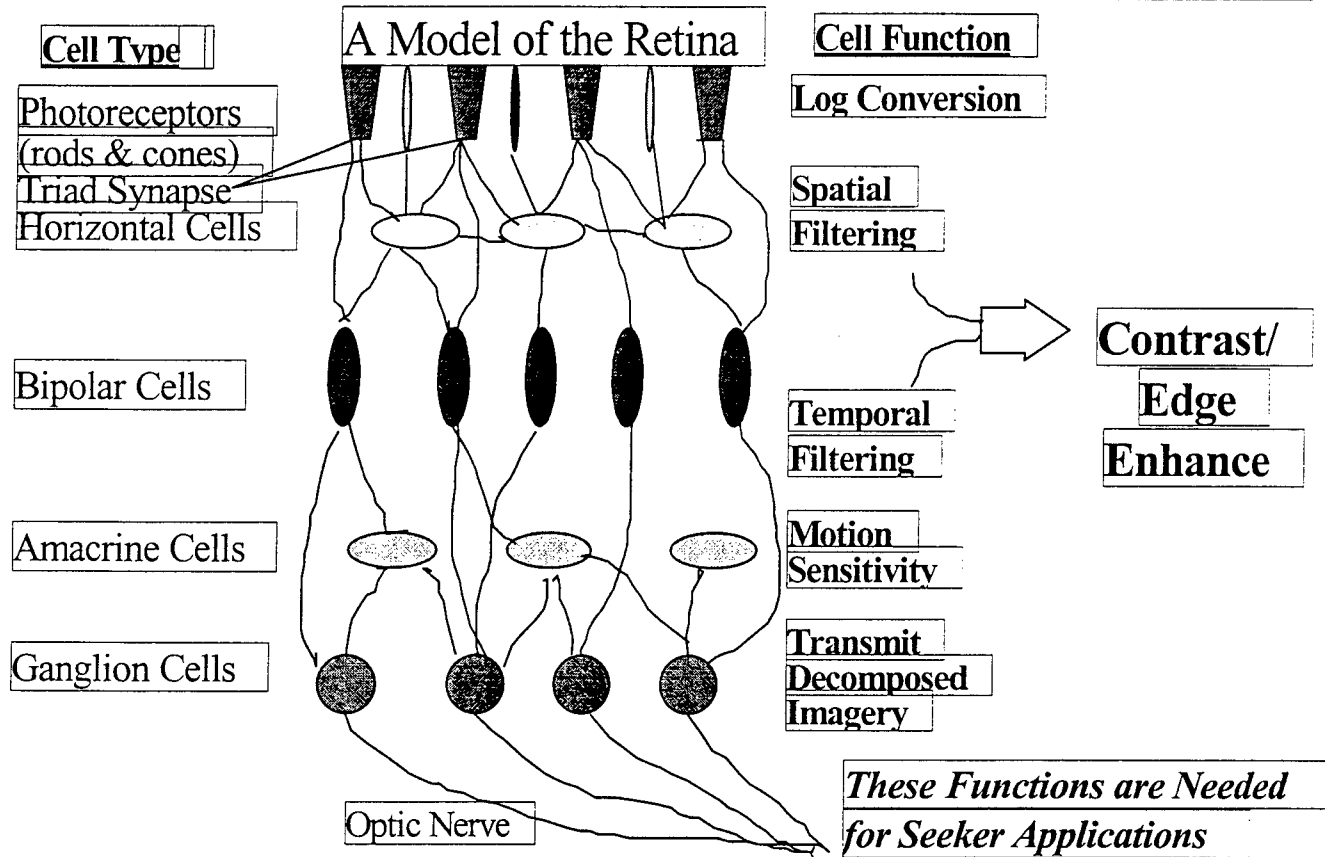 A Model of the Retina
Cell Type
Photoreceptors
(rods & cones)
Triad Synapse
Horizontal Cells
Bipolar Cells
Amacrine Cells
Ganglion Cells
Optic Nerve
Cell Function
Log Conversion
Spatial
Filtering
Temporal
Filtering
Motion
Sensitivity
Transmit
Decomposed
Imagery
Contrast/
Edge
Enhance
These Functions are Needed
for Seeker Applications